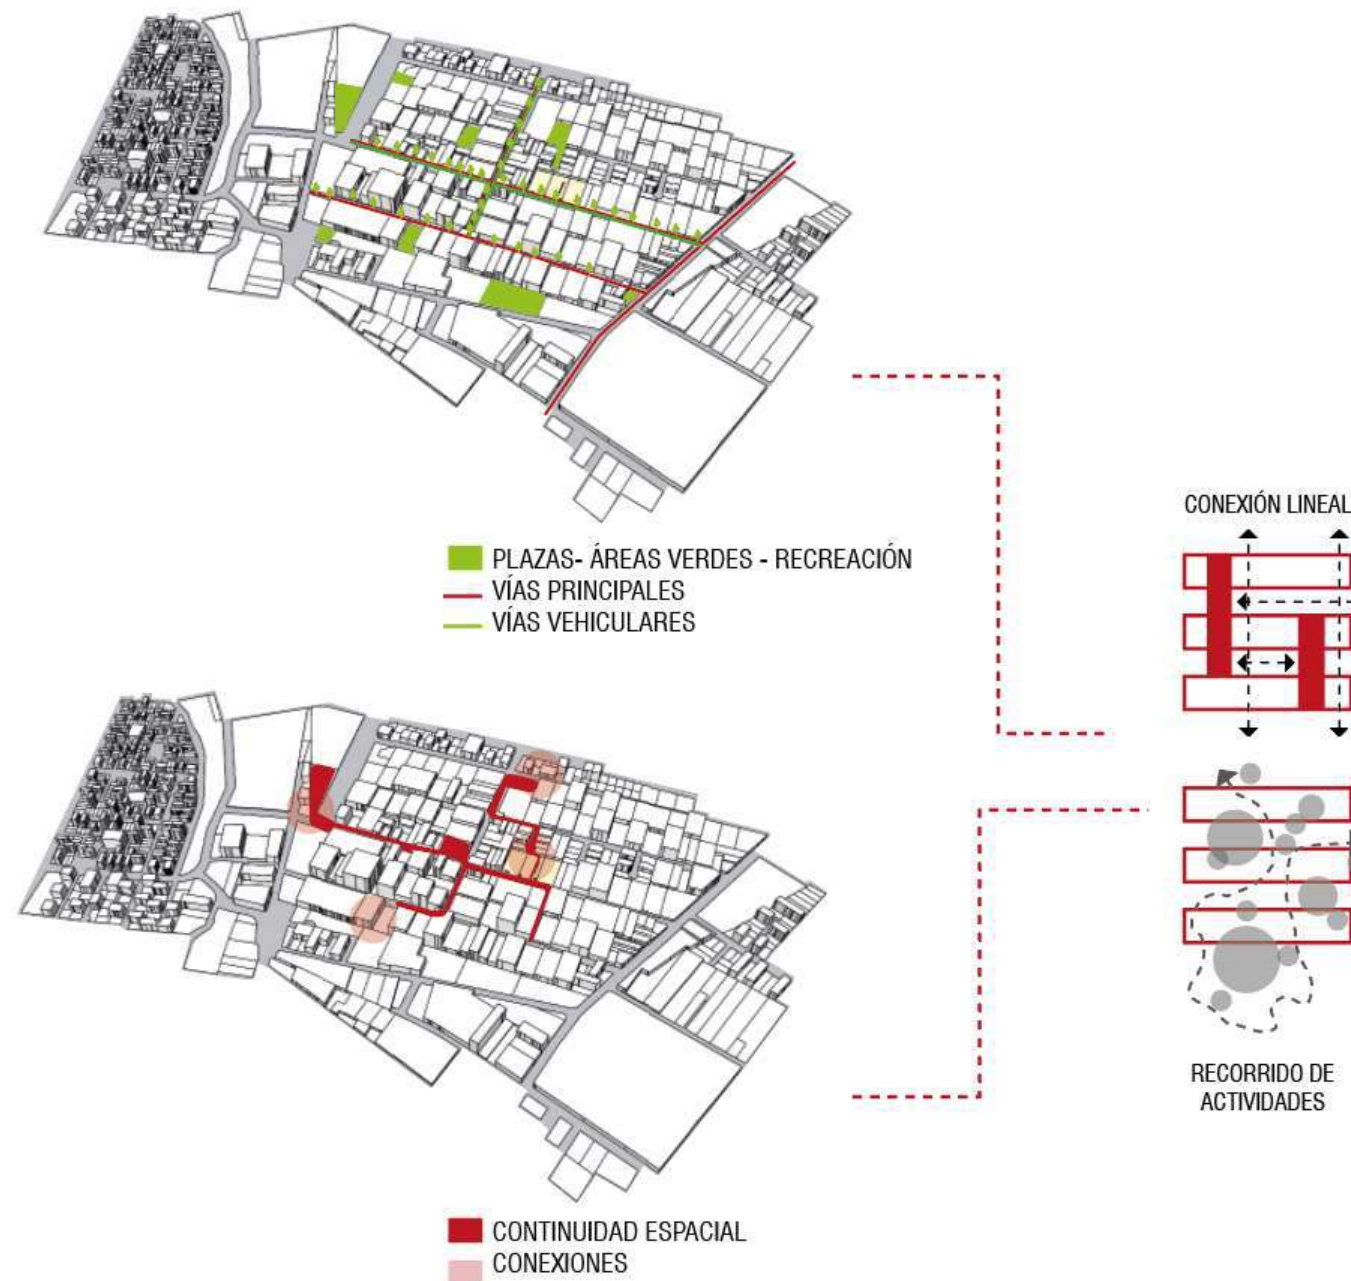 PLAZAS- ÁREAS VERDES - RECREACIÓN
VÍAS PRINCIPALES
VÍAS VEHICULARES
CONEXIÓN LINEAL
RECORRIDO DE
ACTIVIDADES
CONTINUIDAD ESPACIAL
CONEXIONES